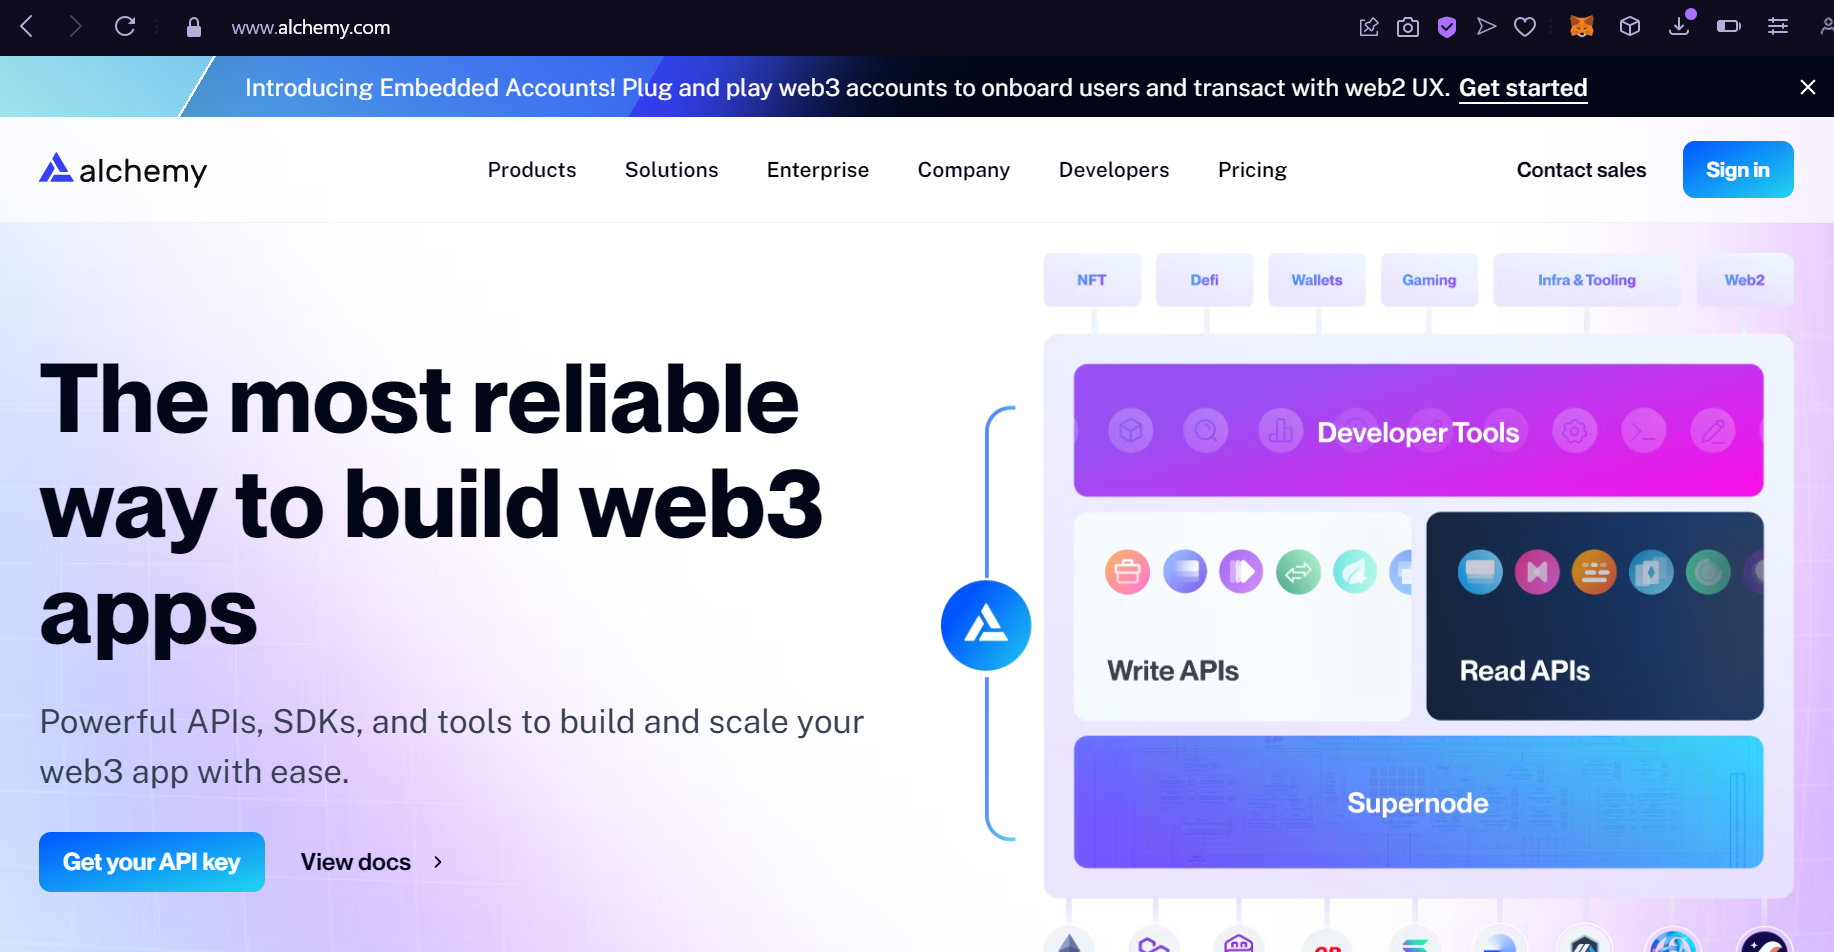 www.alchemy.com
Introducing Embedded Accounts! Plug and play web3 accounts to onboard users and transact with web2 UX. Get started
alchemy
Products
Solutions
Enterprise
Company
Developers
Pricing
Contact sales
Sign in
NFT
Defi
Wallets
Gaming
Infra & Tooling
Web2
The most reliable
way to build web3
apps
Powerful APIs, SDKs, and tools to build and scale your
web3 app with ease.
Get your API key
View docs
Developer Tools
Write APIs
Read APIs
Supernode